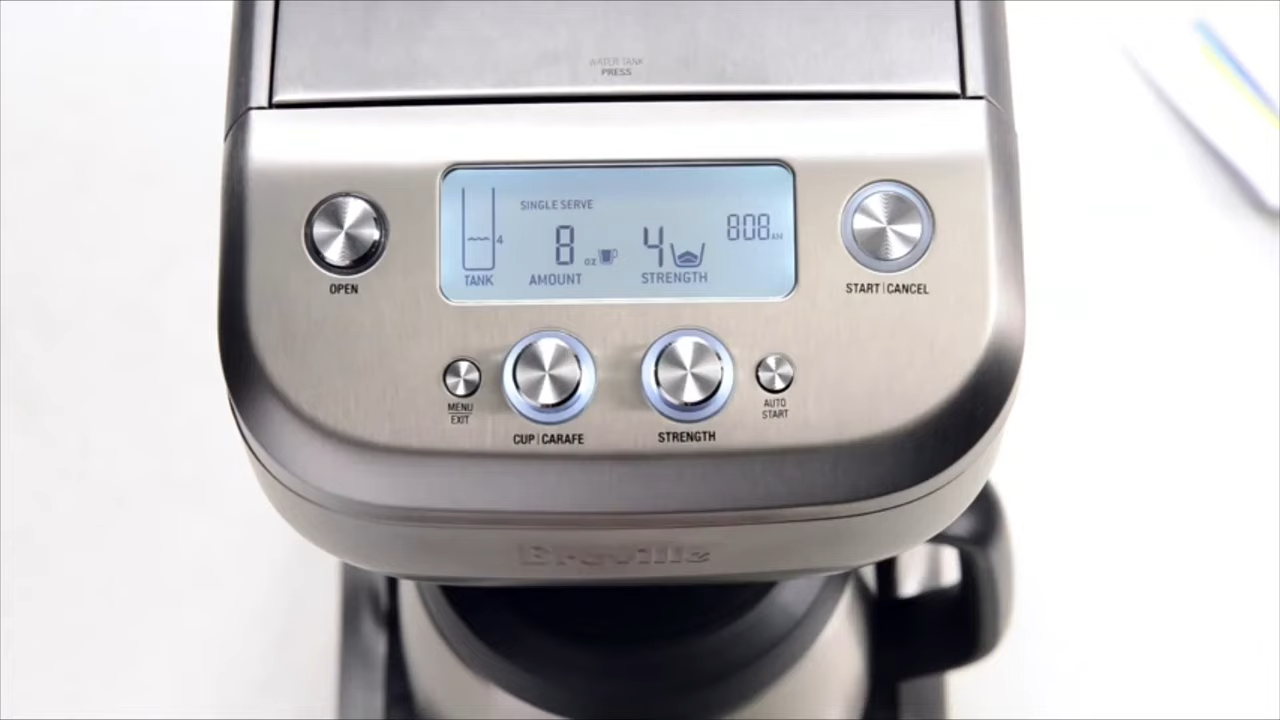 WATER TANK
PRESS
SINGLE SERVE
4
8 oz
4
808 AM
TANK
AMOUNT
STRENGTH
OPEN
START|CANCEL
MENU
EXIT
CUP|CARAFE
STRENGTH
AUTO
START
Breville